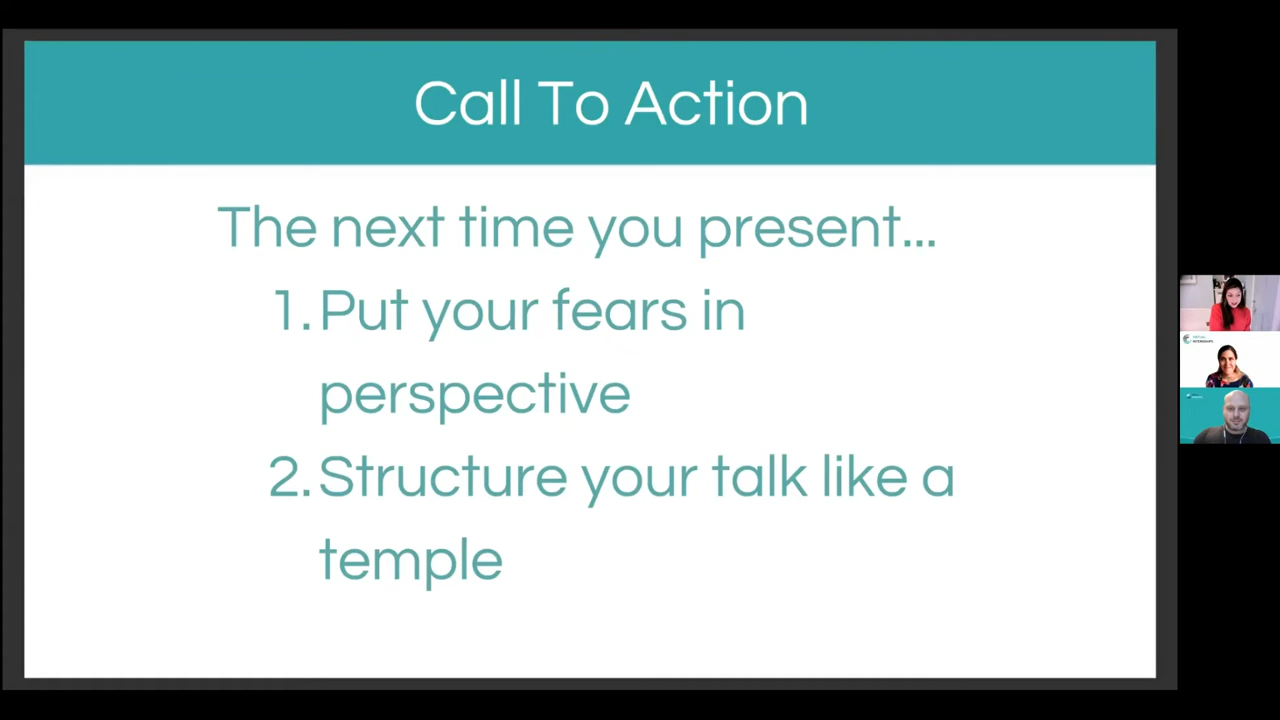 Call To Action
The next time you present...
1. Put your fears in
perspective
2. Structure your talk like a
temple
INTERNSHIPS